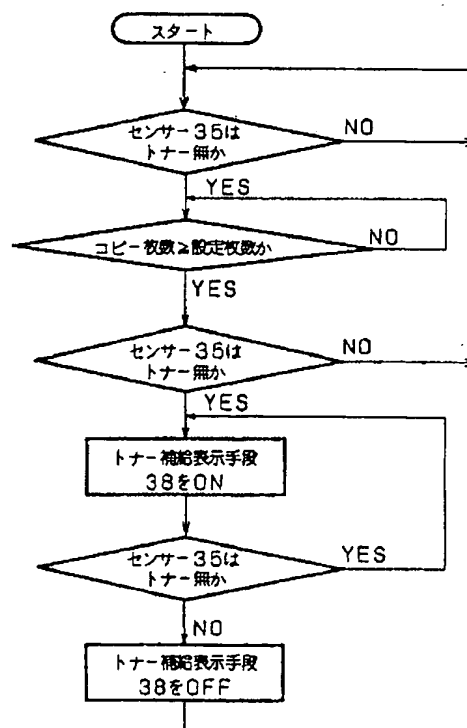 スタート
センサー35は
トナー無か
NO
YES
コピー枚数≧設定枚数か
NO
YES
センサー35は
トナー無か
NO
YES
トナー補給表示手段
38をON
センサー35は
トナー無か
YES
NO
トナー補給表示手段
38をOFF